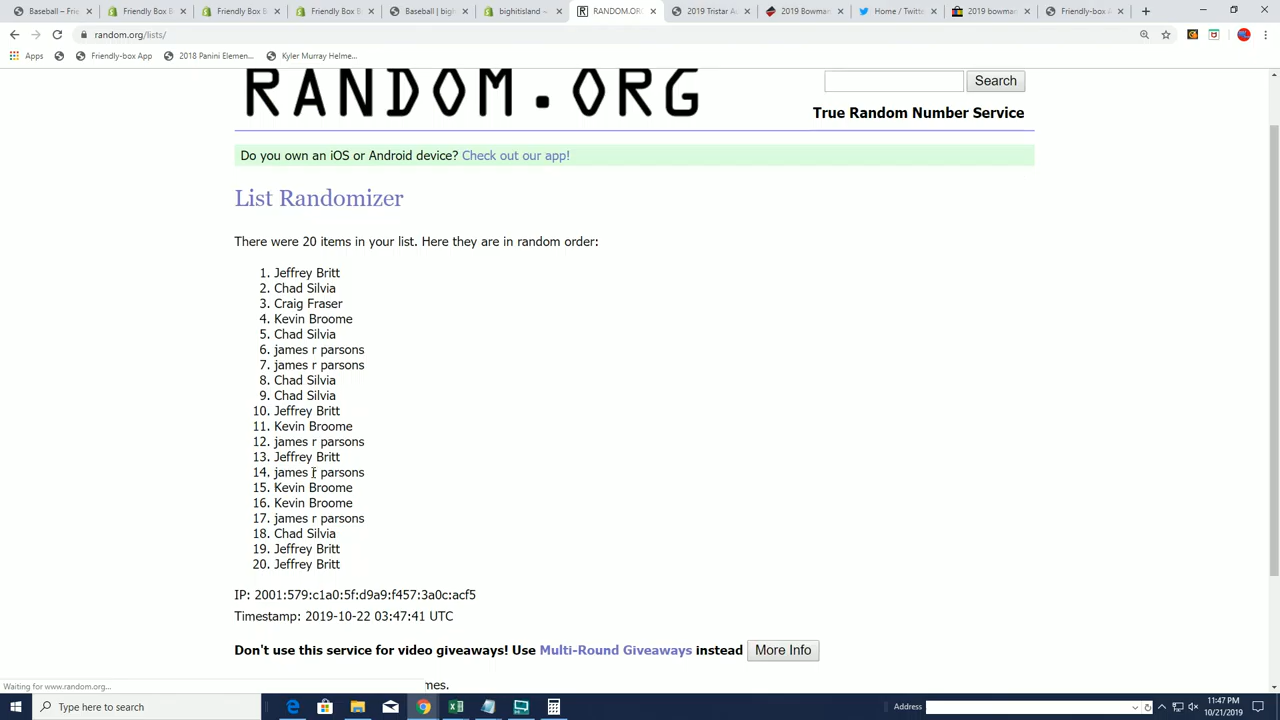 Baseball – Frie
Friendly Box B
Friendly Box B
Friendly Box B
Baseball | bigh
bighitisland ~
RANDOM.OR
2019 Tristar Au
2019 Bowman
Home / Twitte
2019 bowman
Friendly-box A
random.org/lists/
Apps
Friendly-box App
2018 Panini Elemen...
Kyler Murray Helme...
RANDOM.ORG
Search
True Random Number Service
Do you own an iOS or Android device? Check out our app!
List Randomizer
There were 20 items in your list. Here they are in random order:
1. Jeffrey Britt
2. Chad Silvia
3. Craig Fraser
4. Kevin Broome
5. Chad Silvia
6. james r parsons
7. james r parsons
8. Chad Silvia
9. Chad Silvia
10. Jeffrey Britt
11. Kevin Broome
12. james r parsons
13. Jeffrey Britt
14. james r parsons
15. Kevin Broome
16. Kevin Broome
17. james r parsons
18. Chad Silvia
19. Jeffrey Britt
20. Jeffrey Britt
IP: 2001:579:c1a0:5f:d9a9:f457:3a0c:acf5
Timestamp: 2019-10-22 03:47:41 UTC
Don't use this service for video giveaways! Use Multi-Round Giveaways instead More Info
mes.
Waiting for www.random.org...
Type here to search
Address
11:47 PM
10/21/2019